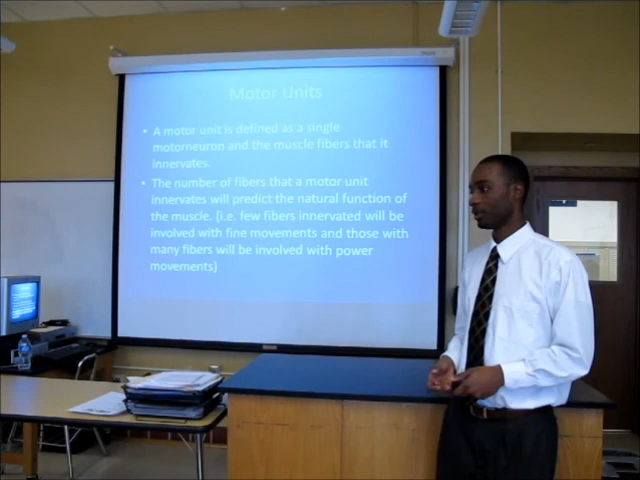 Motor Units
• A motor unit is defined as a single
motorneuron and the muscle fibers that it
innervates.
• The number of fibers that a motor unit
innervates will predict the natural function of
the muscle. (i.e. few fibers innervated will be
involved with fine movements and those with
many fibers will be involved with power
movements)